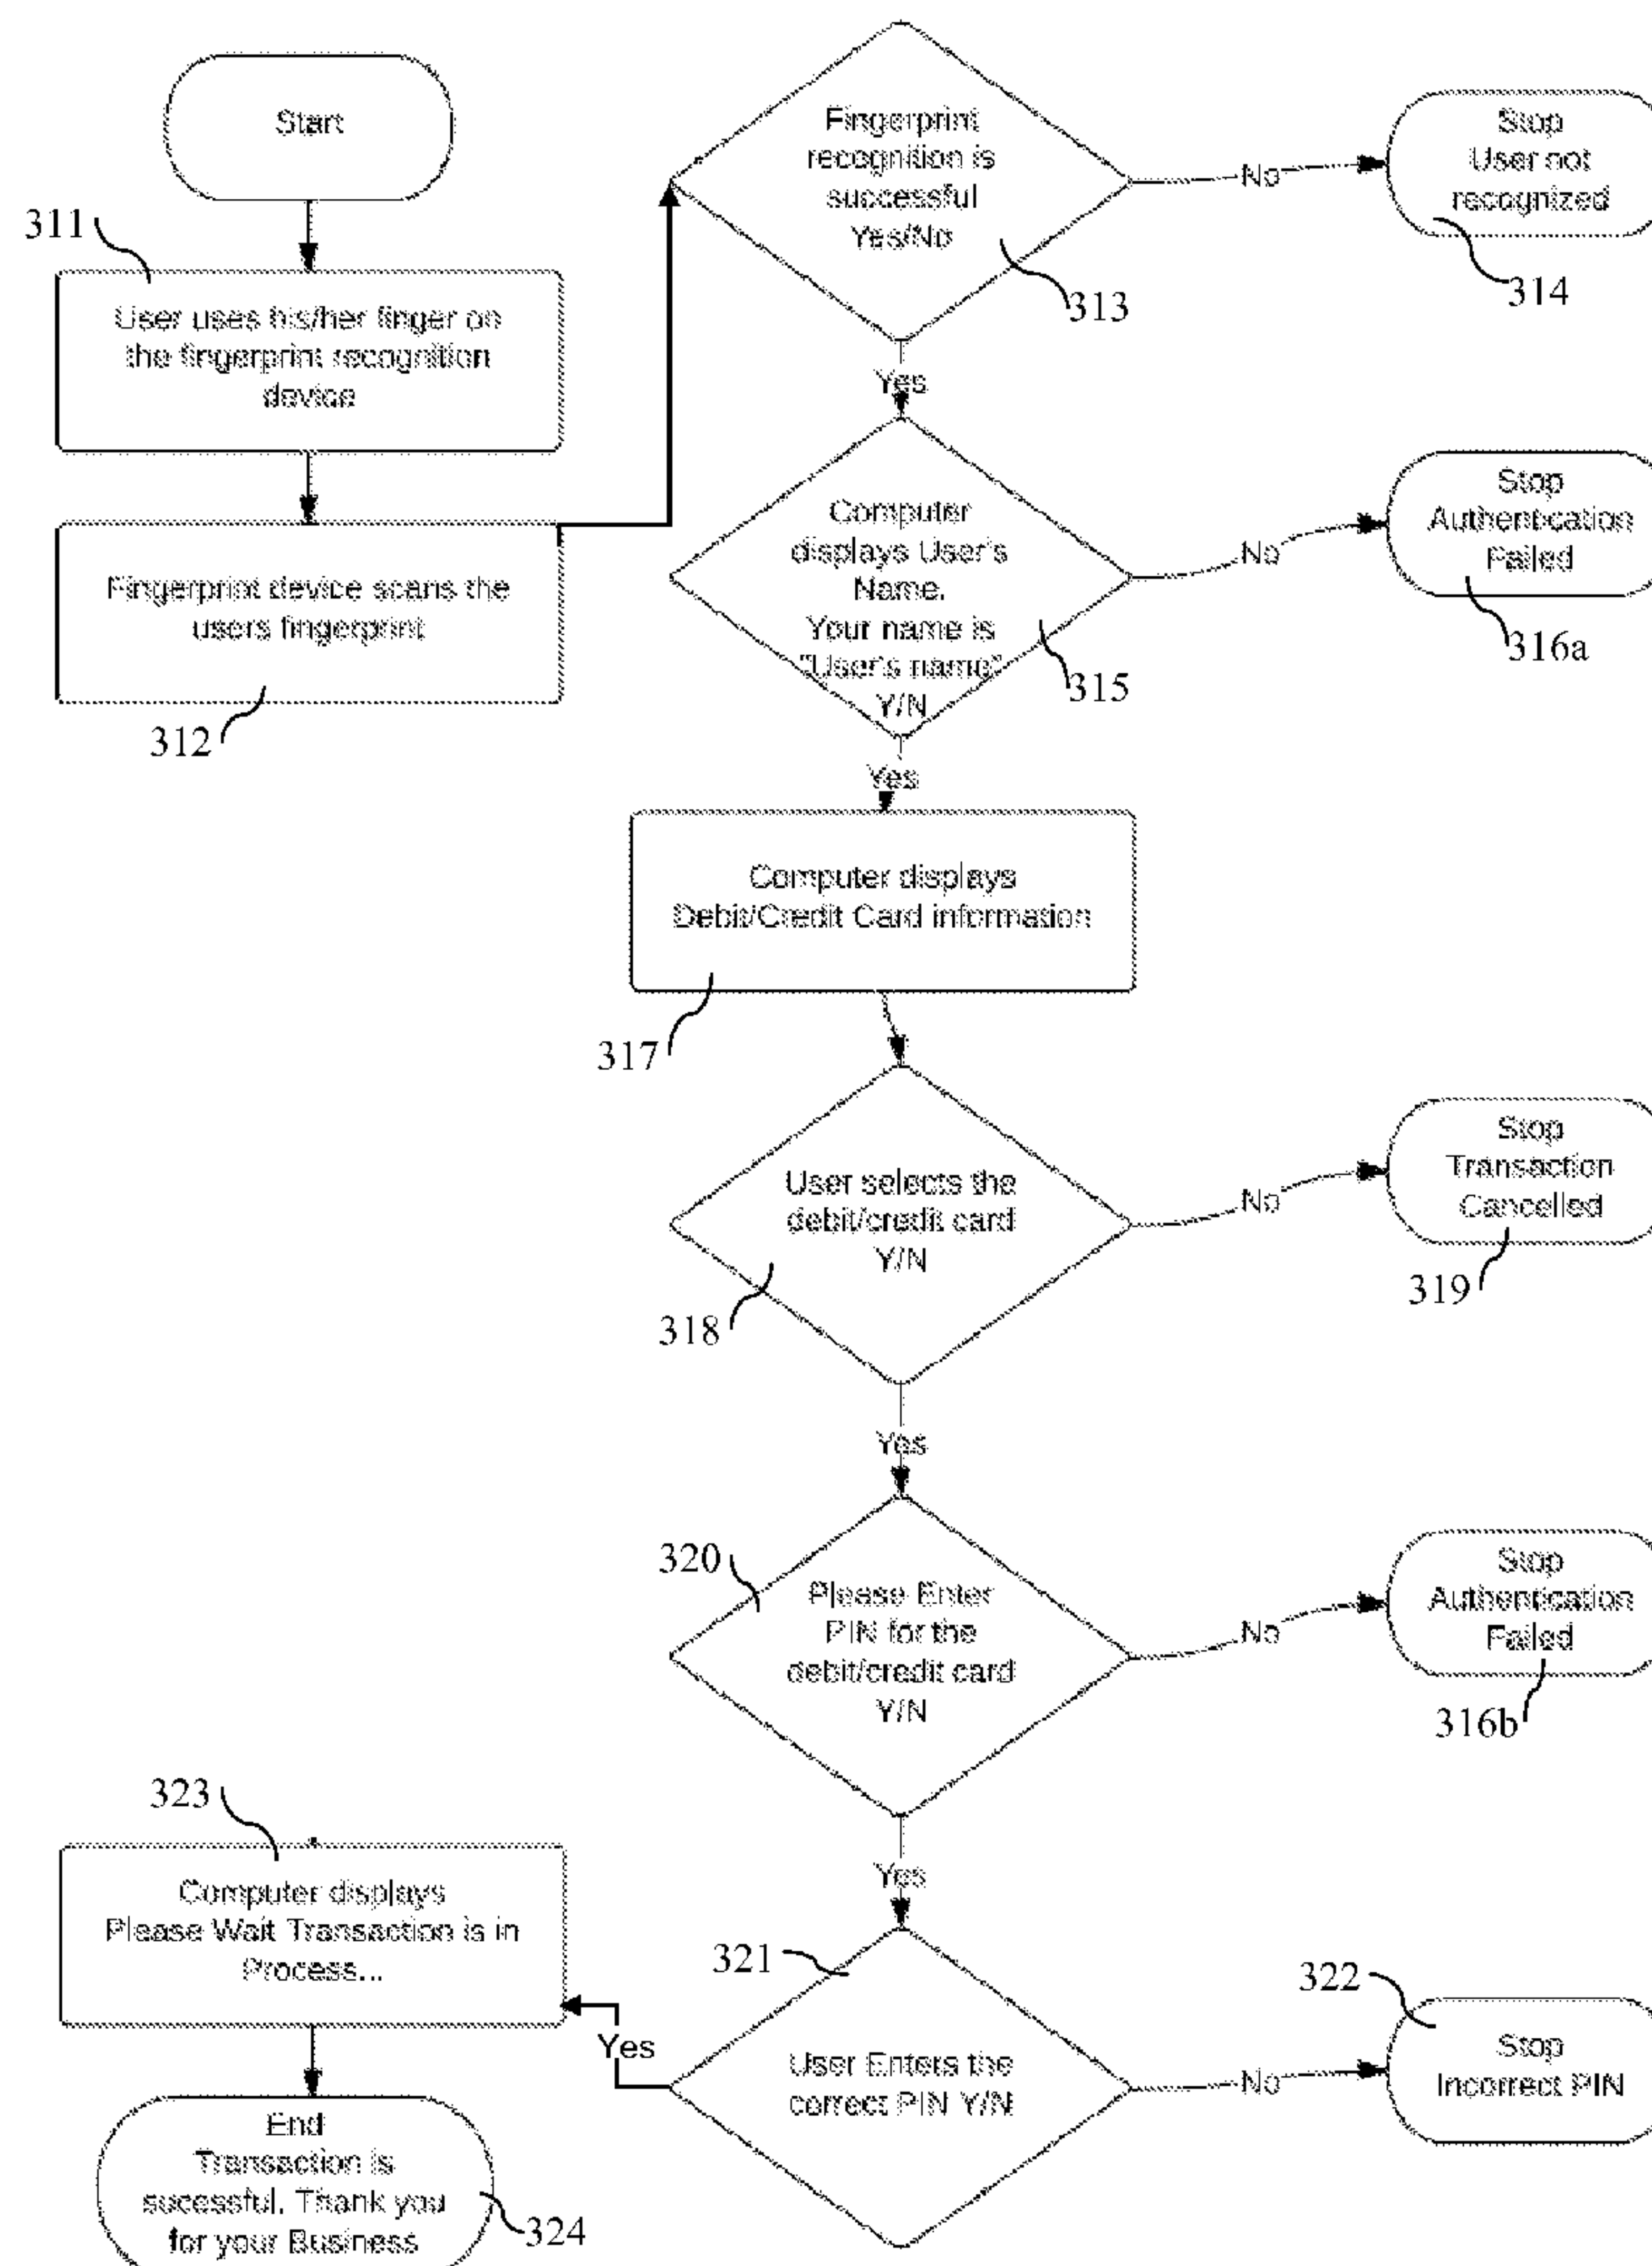 Start
311
User uses his/her finger on
the fingerprint recognition
device
Fingerprint device scans the
users fingerprint
312
Fingerprint
recognition is
successful
Yes/No
313
No
Stop
User not
recognized
314
Yes
Computer
displays User's
Name.
Your name is
"User's name"
Y/N
315
No
Stop
Authentication
Failed
316a
Yes
Computer displays
Debit/Credit Card information
317
User selects the
debit/credit card
Y/N
318
No
Stop
Transaction
Cancelled
319
Yes
320
Please Enter
PIN for the
debit/credit card
Y/N
No
Stop
Authentication
Failed
316b
Yes
321
User Enters the
correct PIN Y/N
No
322
Stop
Incorrect PIN
Yes
323
Computer displays
Please Wait Transaction is in
Process...
End
Transaction is
sucessful. Thank you
for your Business
324